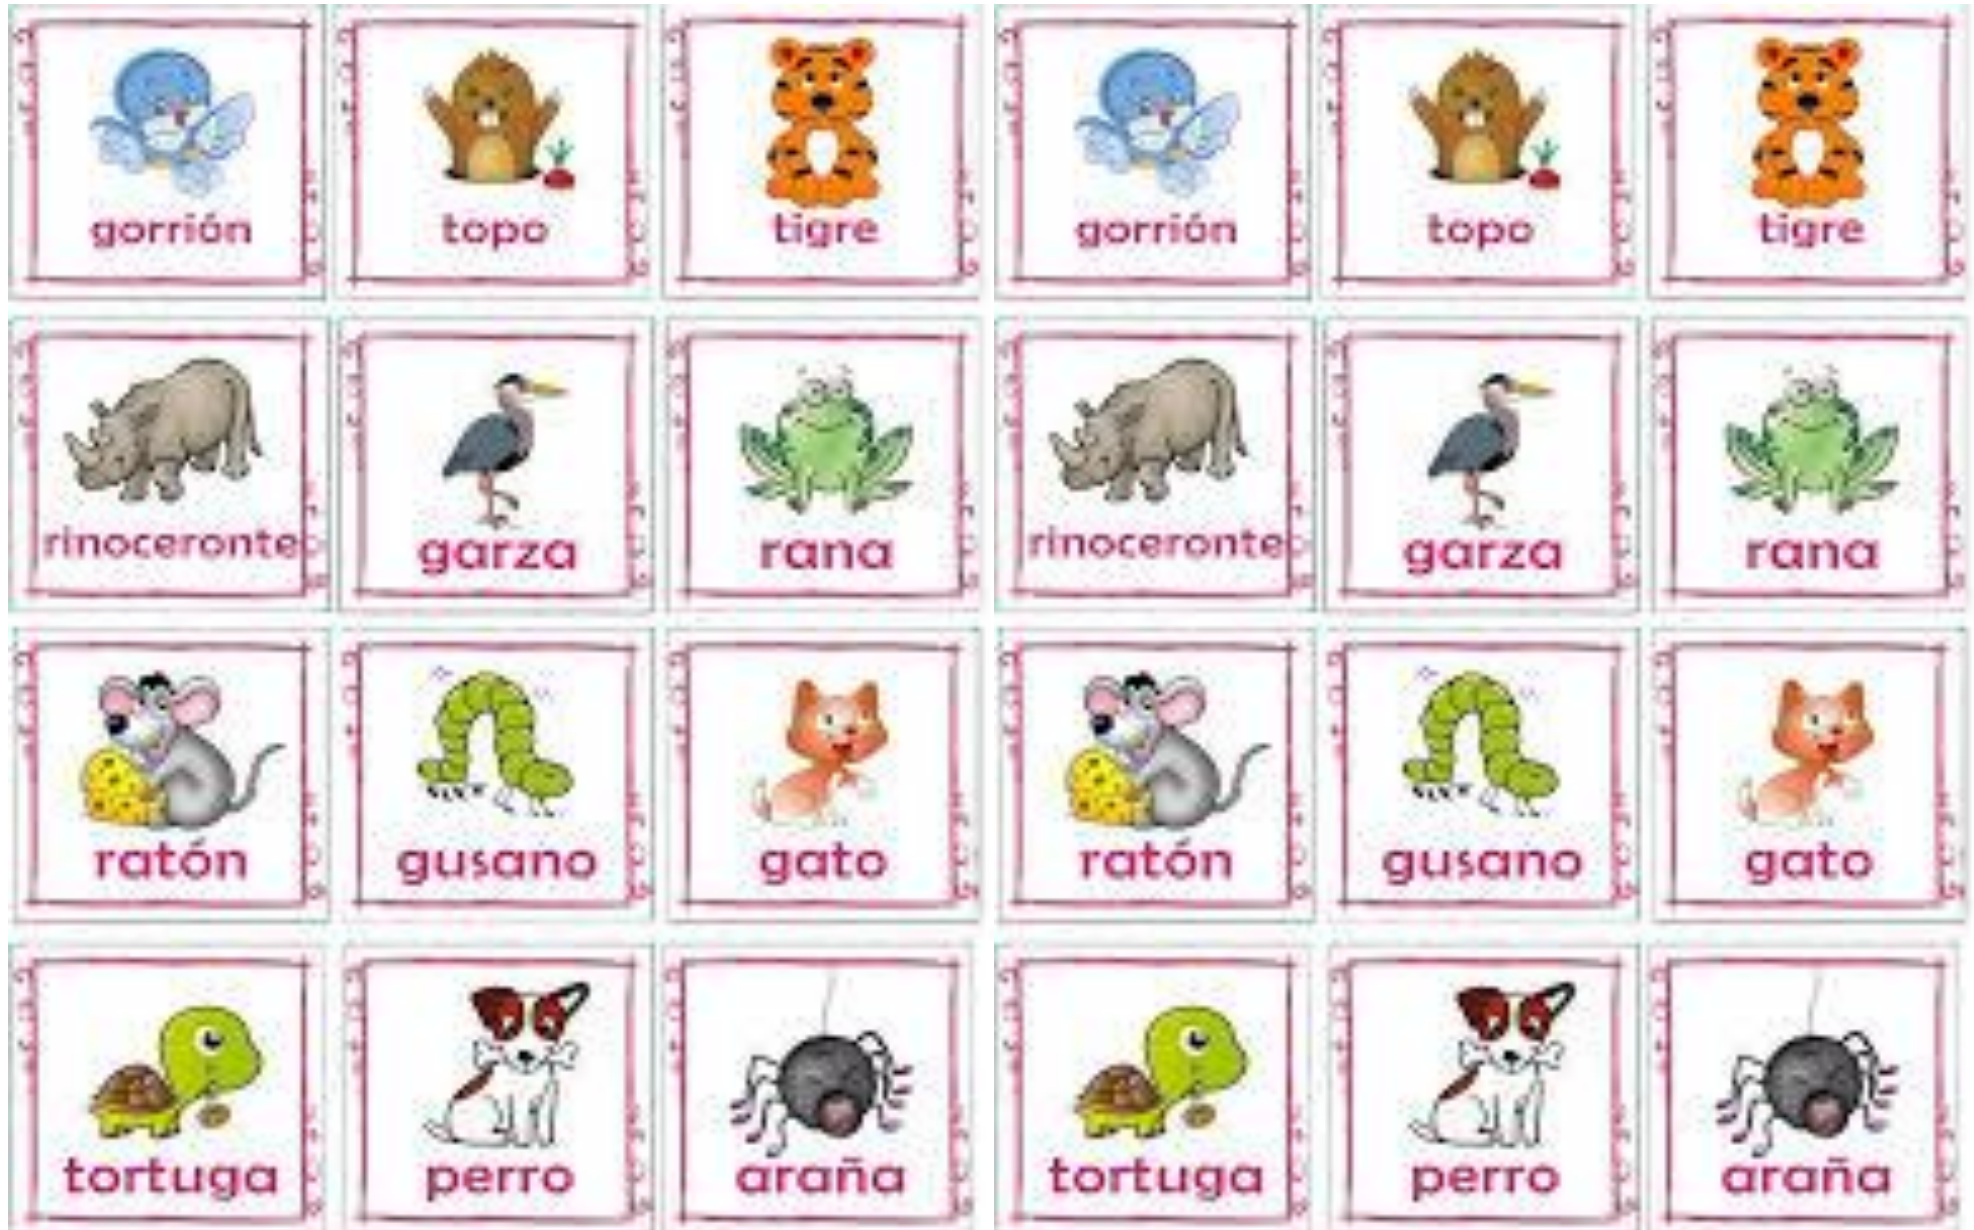 gorrión topo tigre gorrión topo tigre
rinoceronte garza rana rinoceronte garza rana
ratón gusano gato ratón gusano gato
tortuga perro araña tortuga perro araña